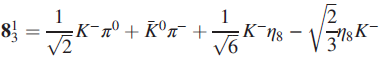 8₃¹ = 1/√2 K⁻π⁰ + K̄⁰π⁻ + 1/√6 K⁻η₈ − √(2/3) η₈K⁻